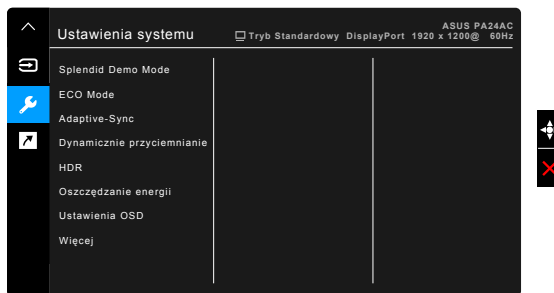 ASUS PA24AC
Ustawienia systemu
Tryb Standardowy DisplayPort 1920 x 1200@ 60Hz
Splendid Demo Mode
ECO Mode
Adaptive-Sync
Dynamicznie przyciemnianie
HDR
Oszczędzanie energii
Ustawienia OSD
Więcej